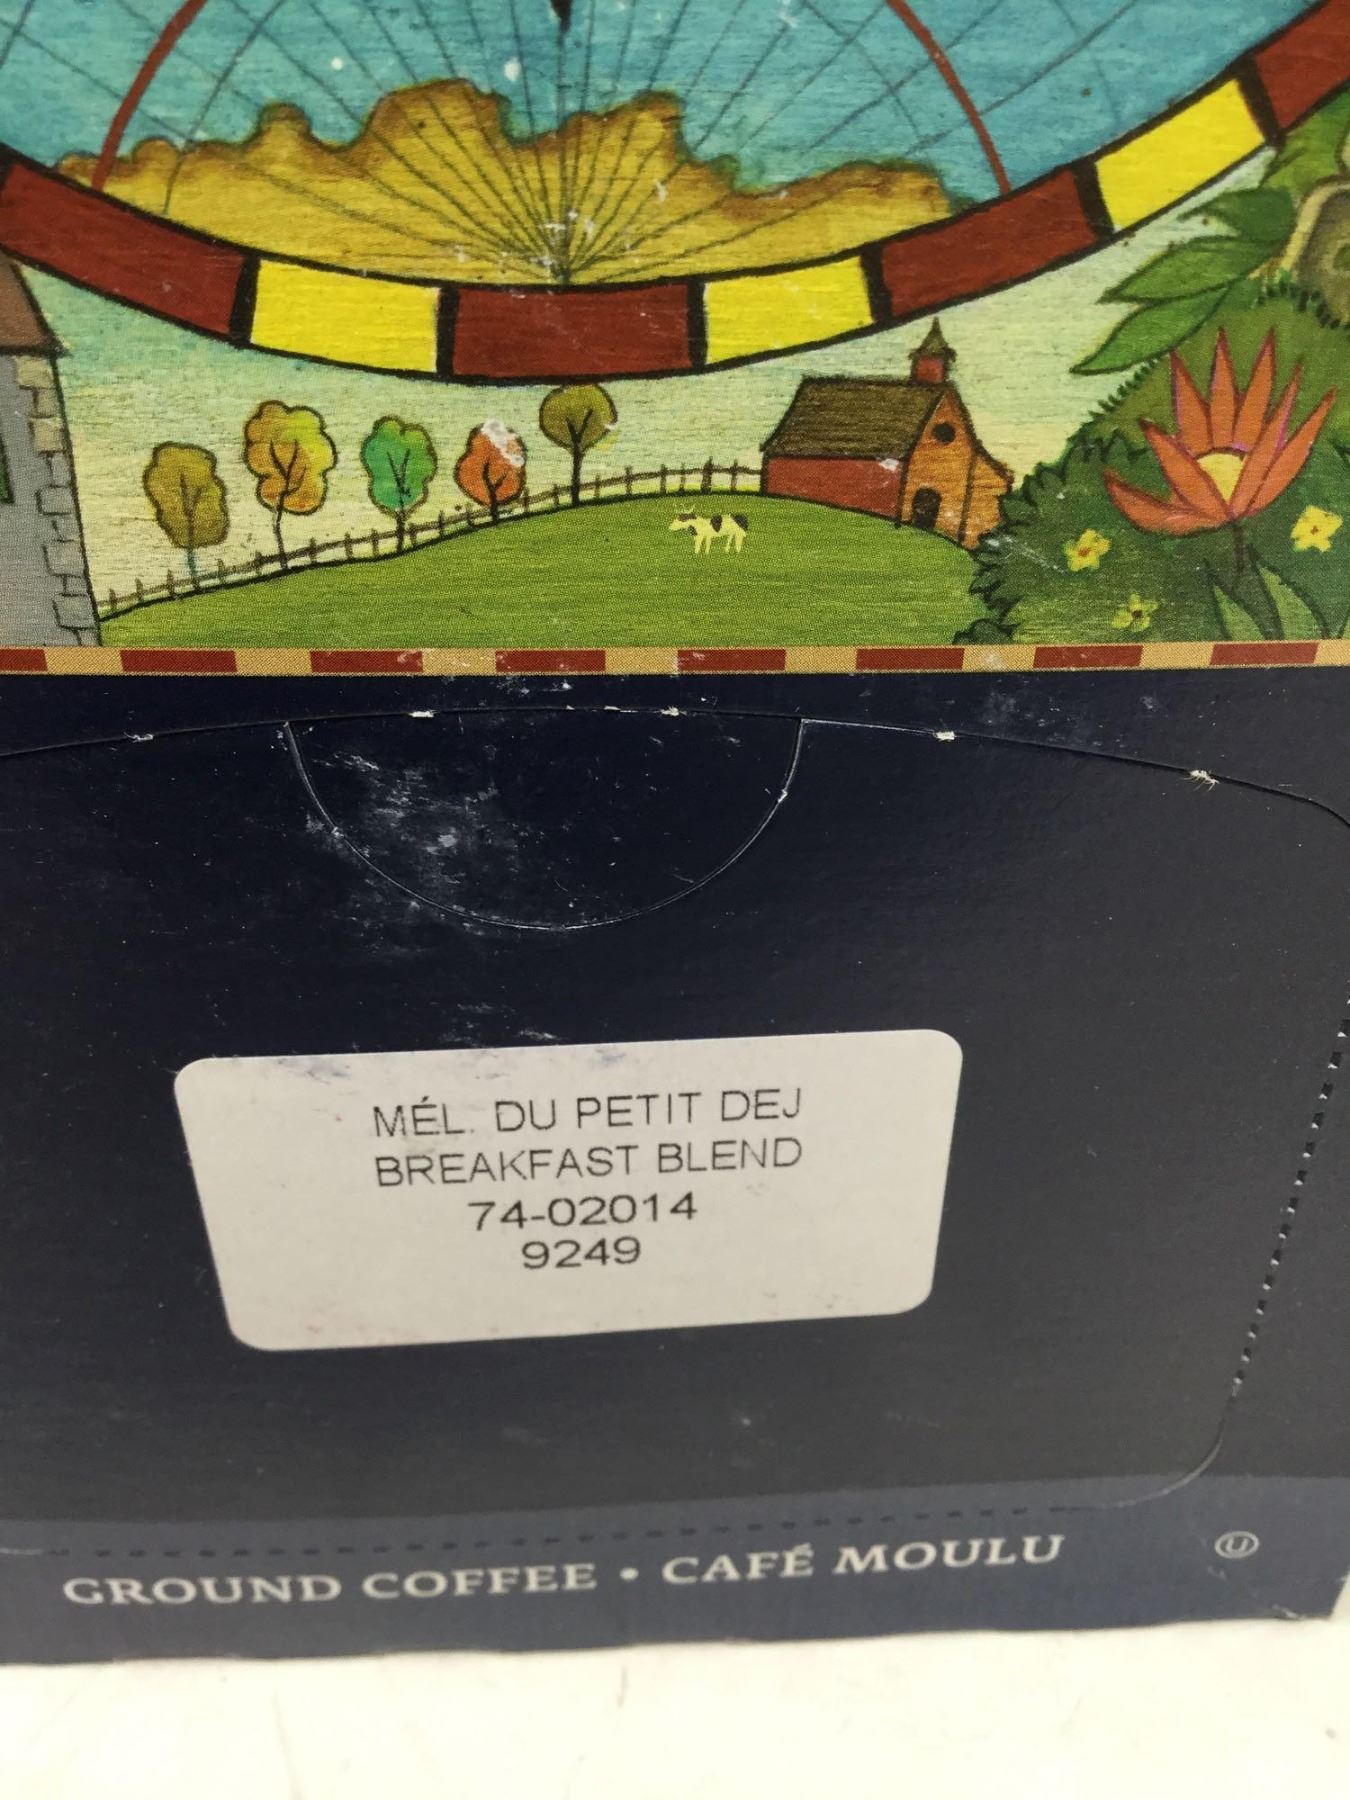 MÉL. DU PETIT DEJ
BREAKFAST BLEND
74-02014
9249
GROUND COFFEE • CAFÉ MOULU U